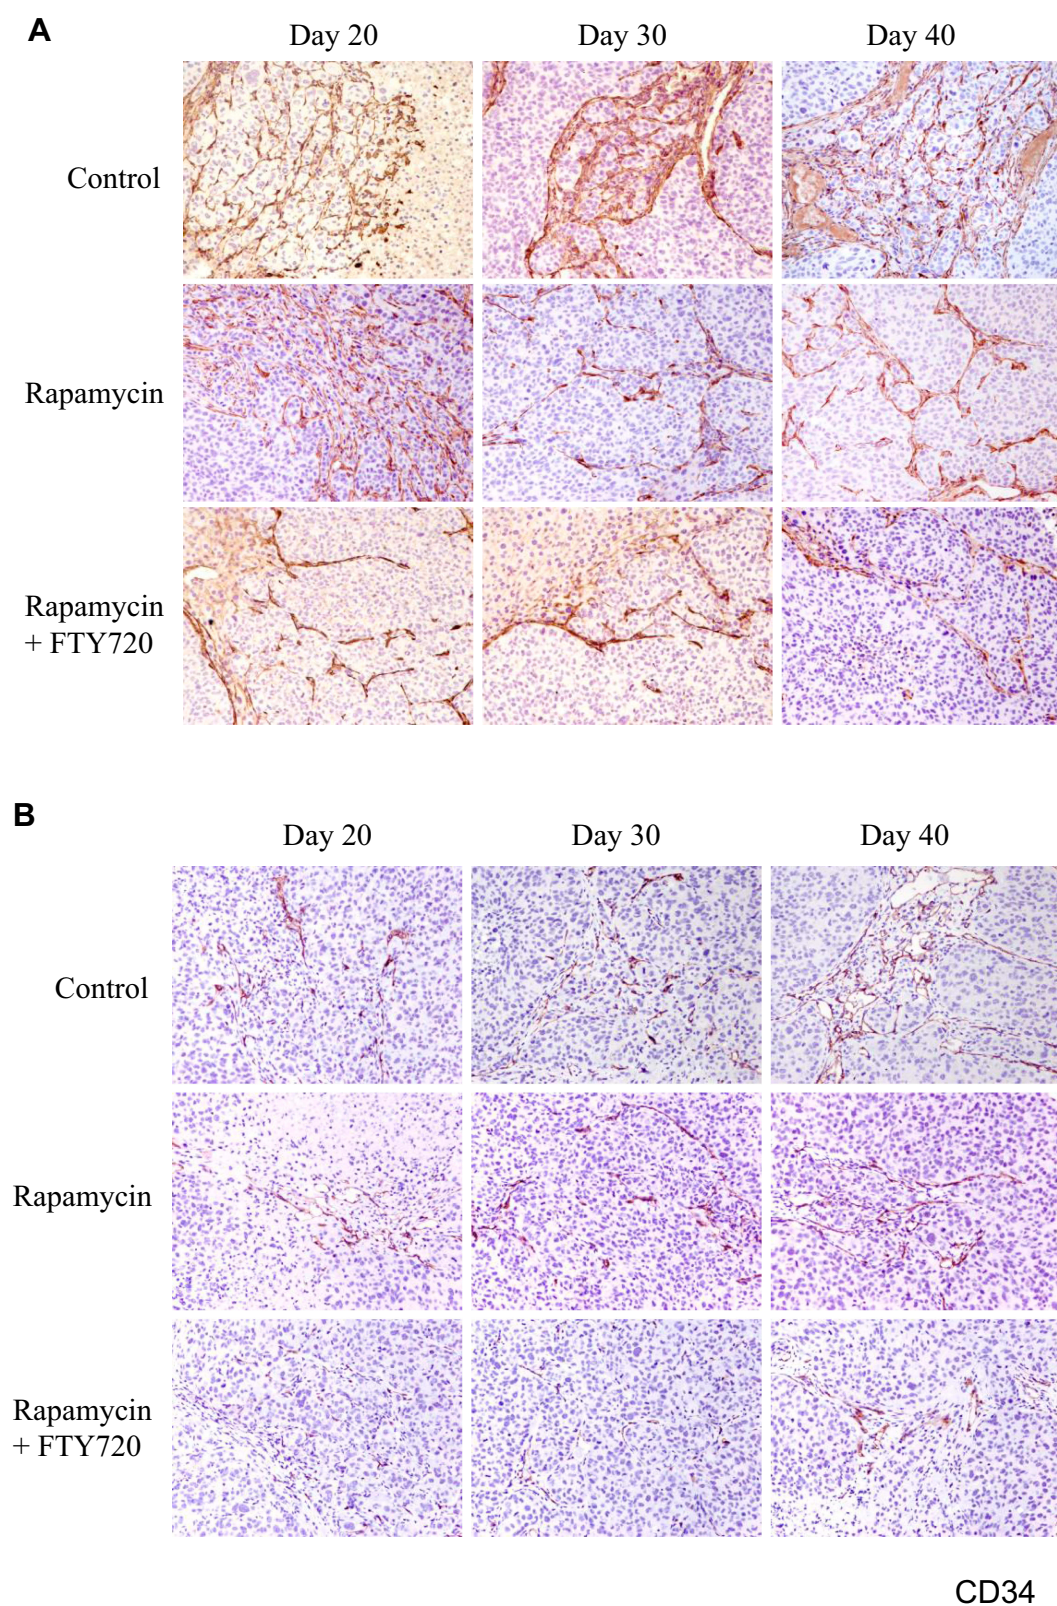 A
Day 20 Day 30 Day 40
Control
Rapamycin
Rapamycin
+ FTY720
B
Day 20 Day 30 Day 40
Control
Rapamycin
Rapamycin
+ FTY720
CD34